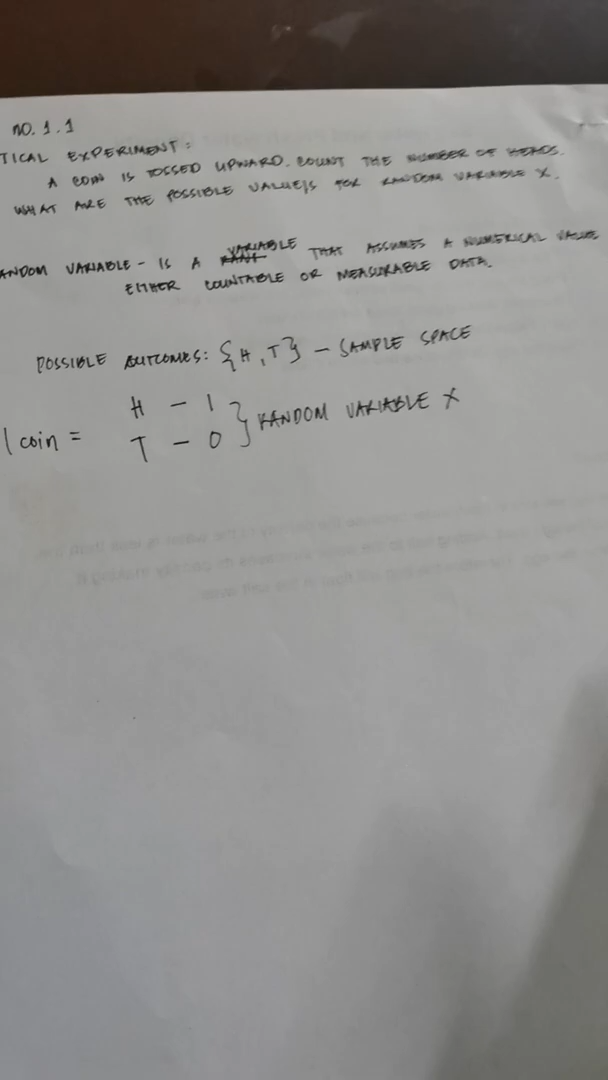 NO. 1.1
TICAL EXPERIMENT:
A COIN IS TOSSED UPWARD. COUNT THE NUMBER OF HEADS.
WHAT ARE THE POSSIBLE VALUE/S FOR RANDOM VARIABLE X.
ANDOM VARIABLE - IS A VARIABLE THAT ASSUMES A NUMERICAL VALUE
EITHER COUNTABLE OR MEASURABLE DATA.
POSSIBLE OUTCOMES: {H, T} - SAMPLE SPACE
H - 1
1 coin = } RANDOM VARIABLE X
T - 0